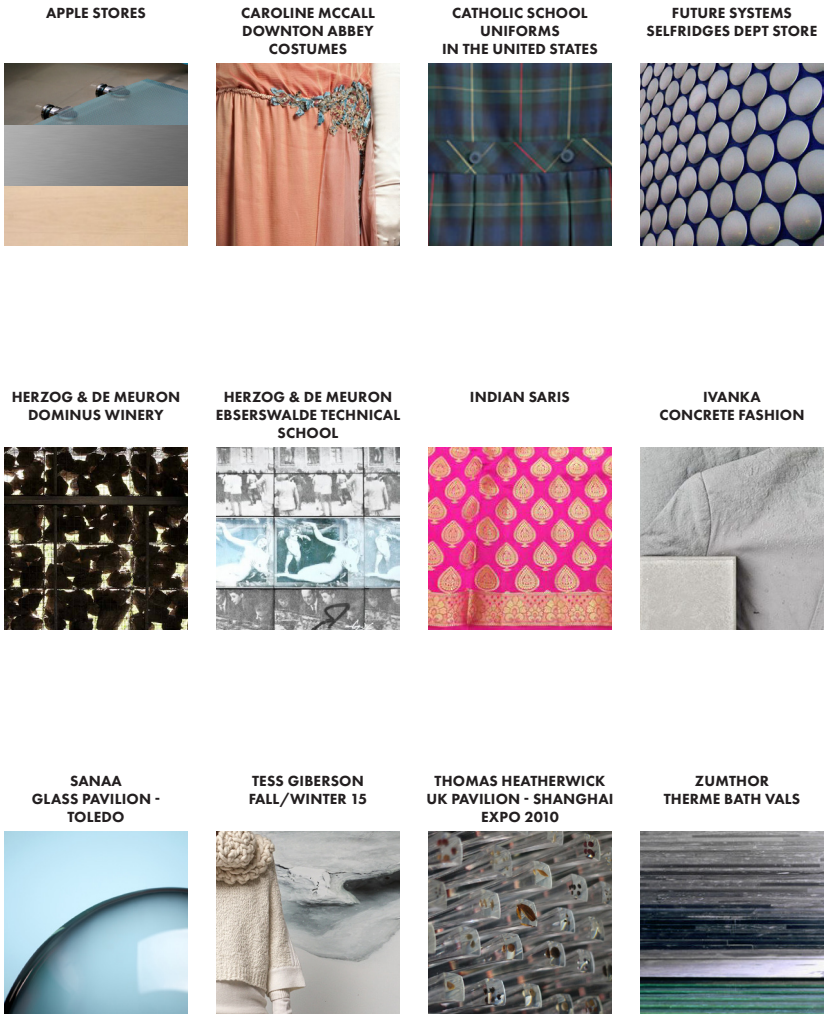 APPLE STORES
CAROLINE MCCALL
DOWNTON ABBEY
COSTUMES
CATHOLIC SCHOOL
UNIFORMS
IN THE UNITED STATES
FUTURE SYSTEMS
SELFRIDGES DEPT STORE
HERZOG & DE MEURON
DOMINUS WINERY
HERZOG & DE MEURON
EBSERSWALDE TECHNICAL
SCHOOL
INDIAN SARIS
IVANKA
CONCRETE FASHION
SANAA
GLASS PAVILION -
TOLEDO
TESS GIBERSON
FALL/WINTER 15
THOMAS HEATHERWICK
UK PAVILION - SHANGHAI
EXPO 2010
ZUMTHOR
THERME BATH VALS